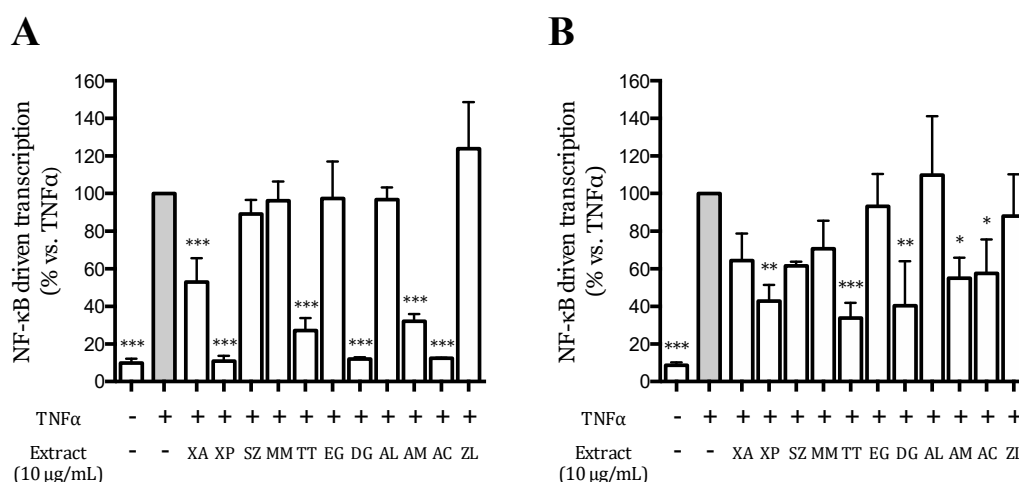 A
B
NF-κB driven transcription
(% vs. TNFα)
160
140
120
100
80
60
40
20
0
***
***
***
***
***
***
***
TNFα - + + + + + + + + + + + +
Extract
(10 µg/mL)
- - XA XP SZ MM TT EG DG AL AM AC ZL
NF-κB driven transcription
(% vs. TNFα)
160
140
120
100
80
60
40
20
0
***
**
***
**
*
*
TNFα - + + + + + + + + + + + +
Extract
(10 µg/mL)
- - XA XP SZ MM TT EG DG AL AM AC ZL